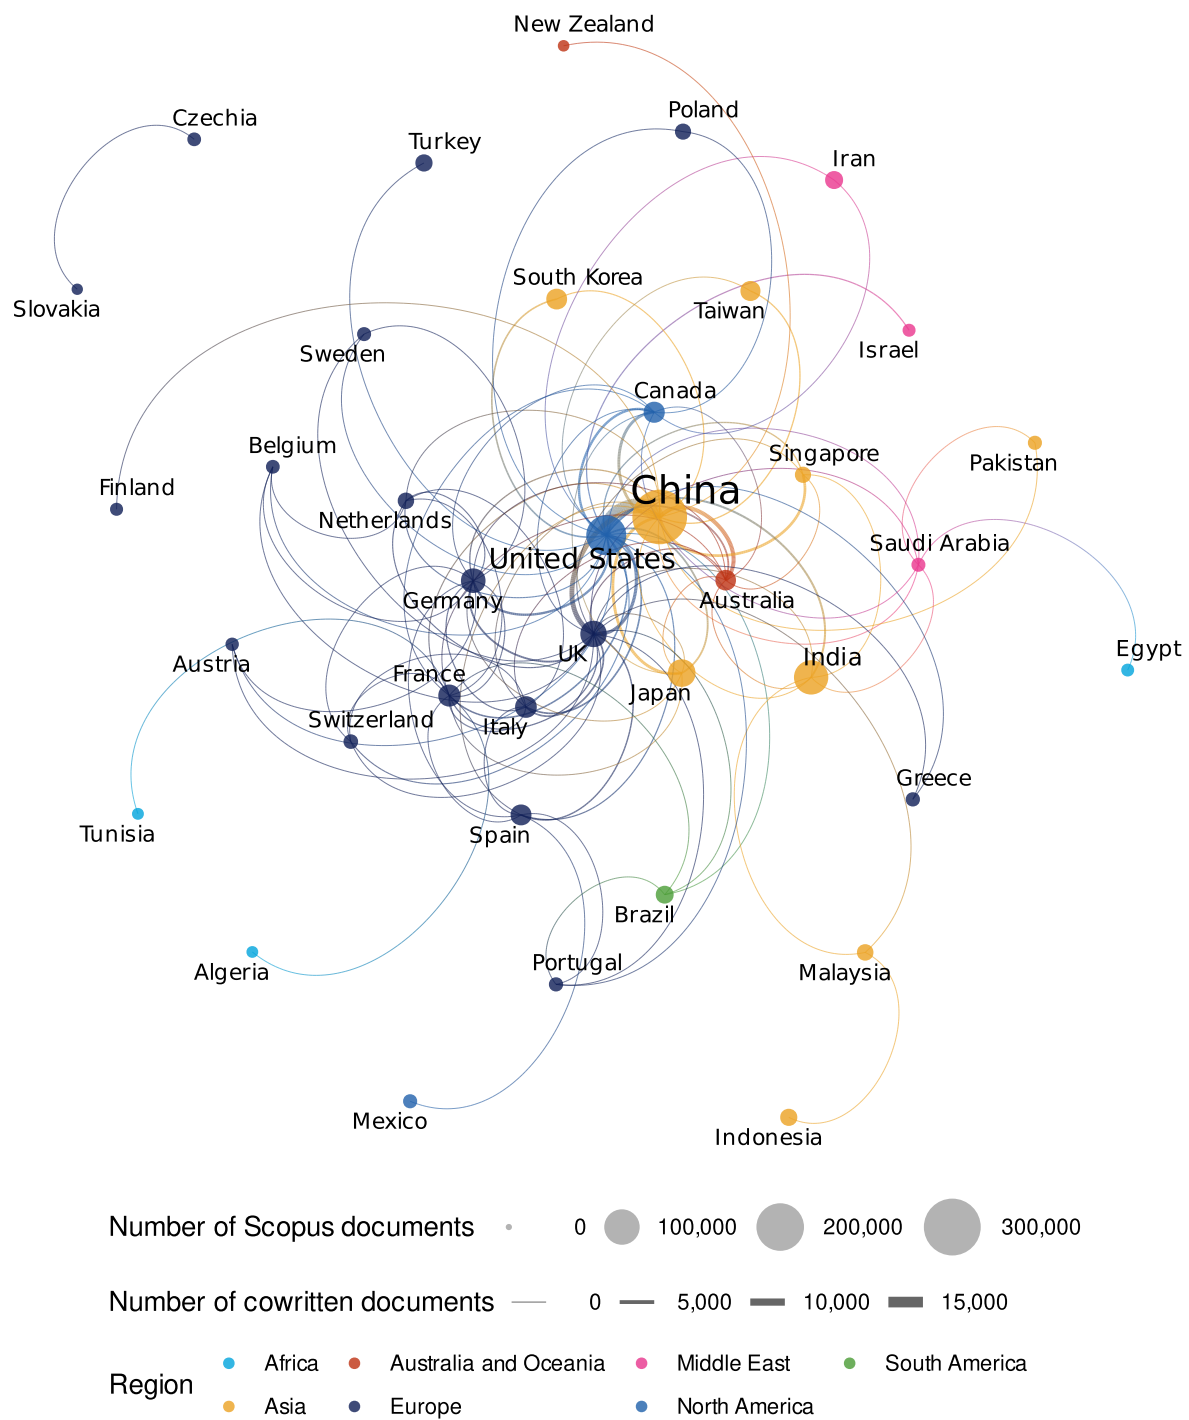 New Zealand
Poland
Czechia
Turkey
Iran
South Korea
Slovakia
Taiwan
Israel
Sweden
Canada
Belgium
Singapore
Pakistan
Finland
China
Netherlands
Saudi Arabia
United States
Germany
Australia
Egypt
UK
India
Austria
France
Japan
Switzerland
Italy
Greece
Tunisia
Spain
Brazil
Portugal
Algeria
Malaysia
Mexico
Indonesia
Number of Scopus documents 0 100,000 200,000 300,000
Number of cowritten documents 0 5,000 10,000 15,000
Region
Africa Australia and Oceania Middle East South America
Asia Europe North America